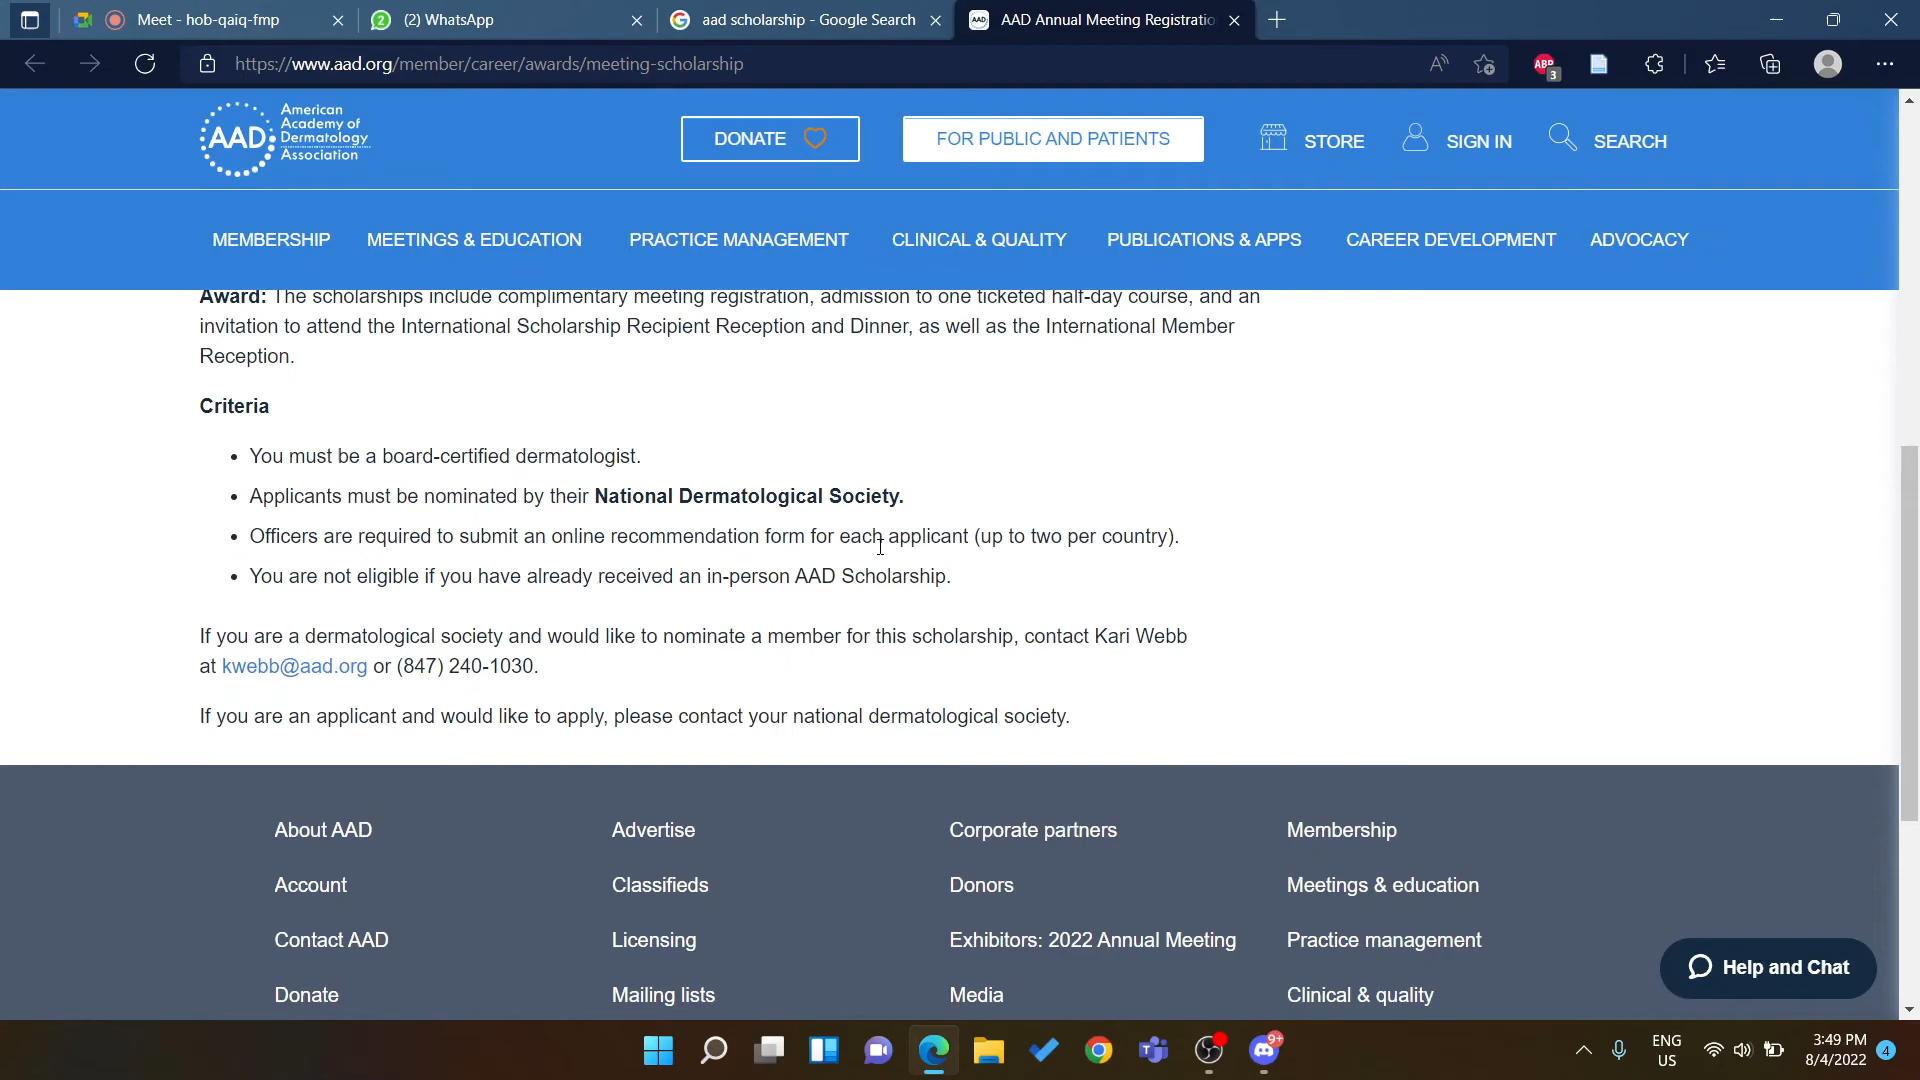 Meet - hob-qaiq-fmp
(2) WhatsApp
aad scholarship - Google Search
AAD Annual Meeting Registratio
https://www.aad.org/member/career/awards/meeting-scholarship
ABP
3
AAD
American
Academy of
Dermatology
Association
DONATE
FOR PUBLIC AND PATIENTS
STORE
SIGN IN
SEARCH
MEMBERSHIP
MEETINGS & EDUCATION
PRACTICE MANAGEMENT
CLINICAL & QUALITY
PUBLICATIONS & APPS
CAREER DEVELOPMENT
ADVOCACY
Award: The scholarships include complimentary meeting registration, admission to one ticketed half-day course, and an
invitation to attend the International Scholarship Recipient Reception and Dinner, as well as the International Member
Reception.
Criteria
• You must be a board-certified dermatologist.
• Applicants must be nominated by their National Dermatological Society.
• Officers are required to submit an online recommendation form for each applicant (up to two per country).
• You are not eligible if you have already received an in-person AAD Scholarship.
If you are a dermatological society and would like to nominate a member for this scholarship, contact Kari Webb
at kwebb@aad.org or (847) 240-1030.
If you are an applicant and would like to apply, please contact your national dermatological society.
About AAD
Advertise
Corporate partners
Membership
Account
Classifieds
Donors
Meetings & education
Contact AAD
Licensing
Exhibitors: 2022 Annual Meeting
Practice management
Donate
Mailing lists
Media
Clinical & quality
Help and Chat
9+
ENG
US
3:49 PM
8/4/2022
4